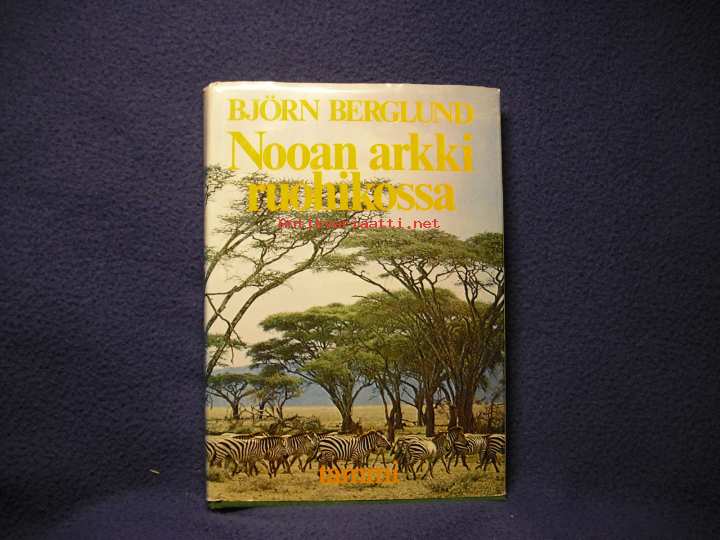 BJÖRN BERGLUND
Nooan arkki
ruohikossa
Antikvariaatti.net
tammi